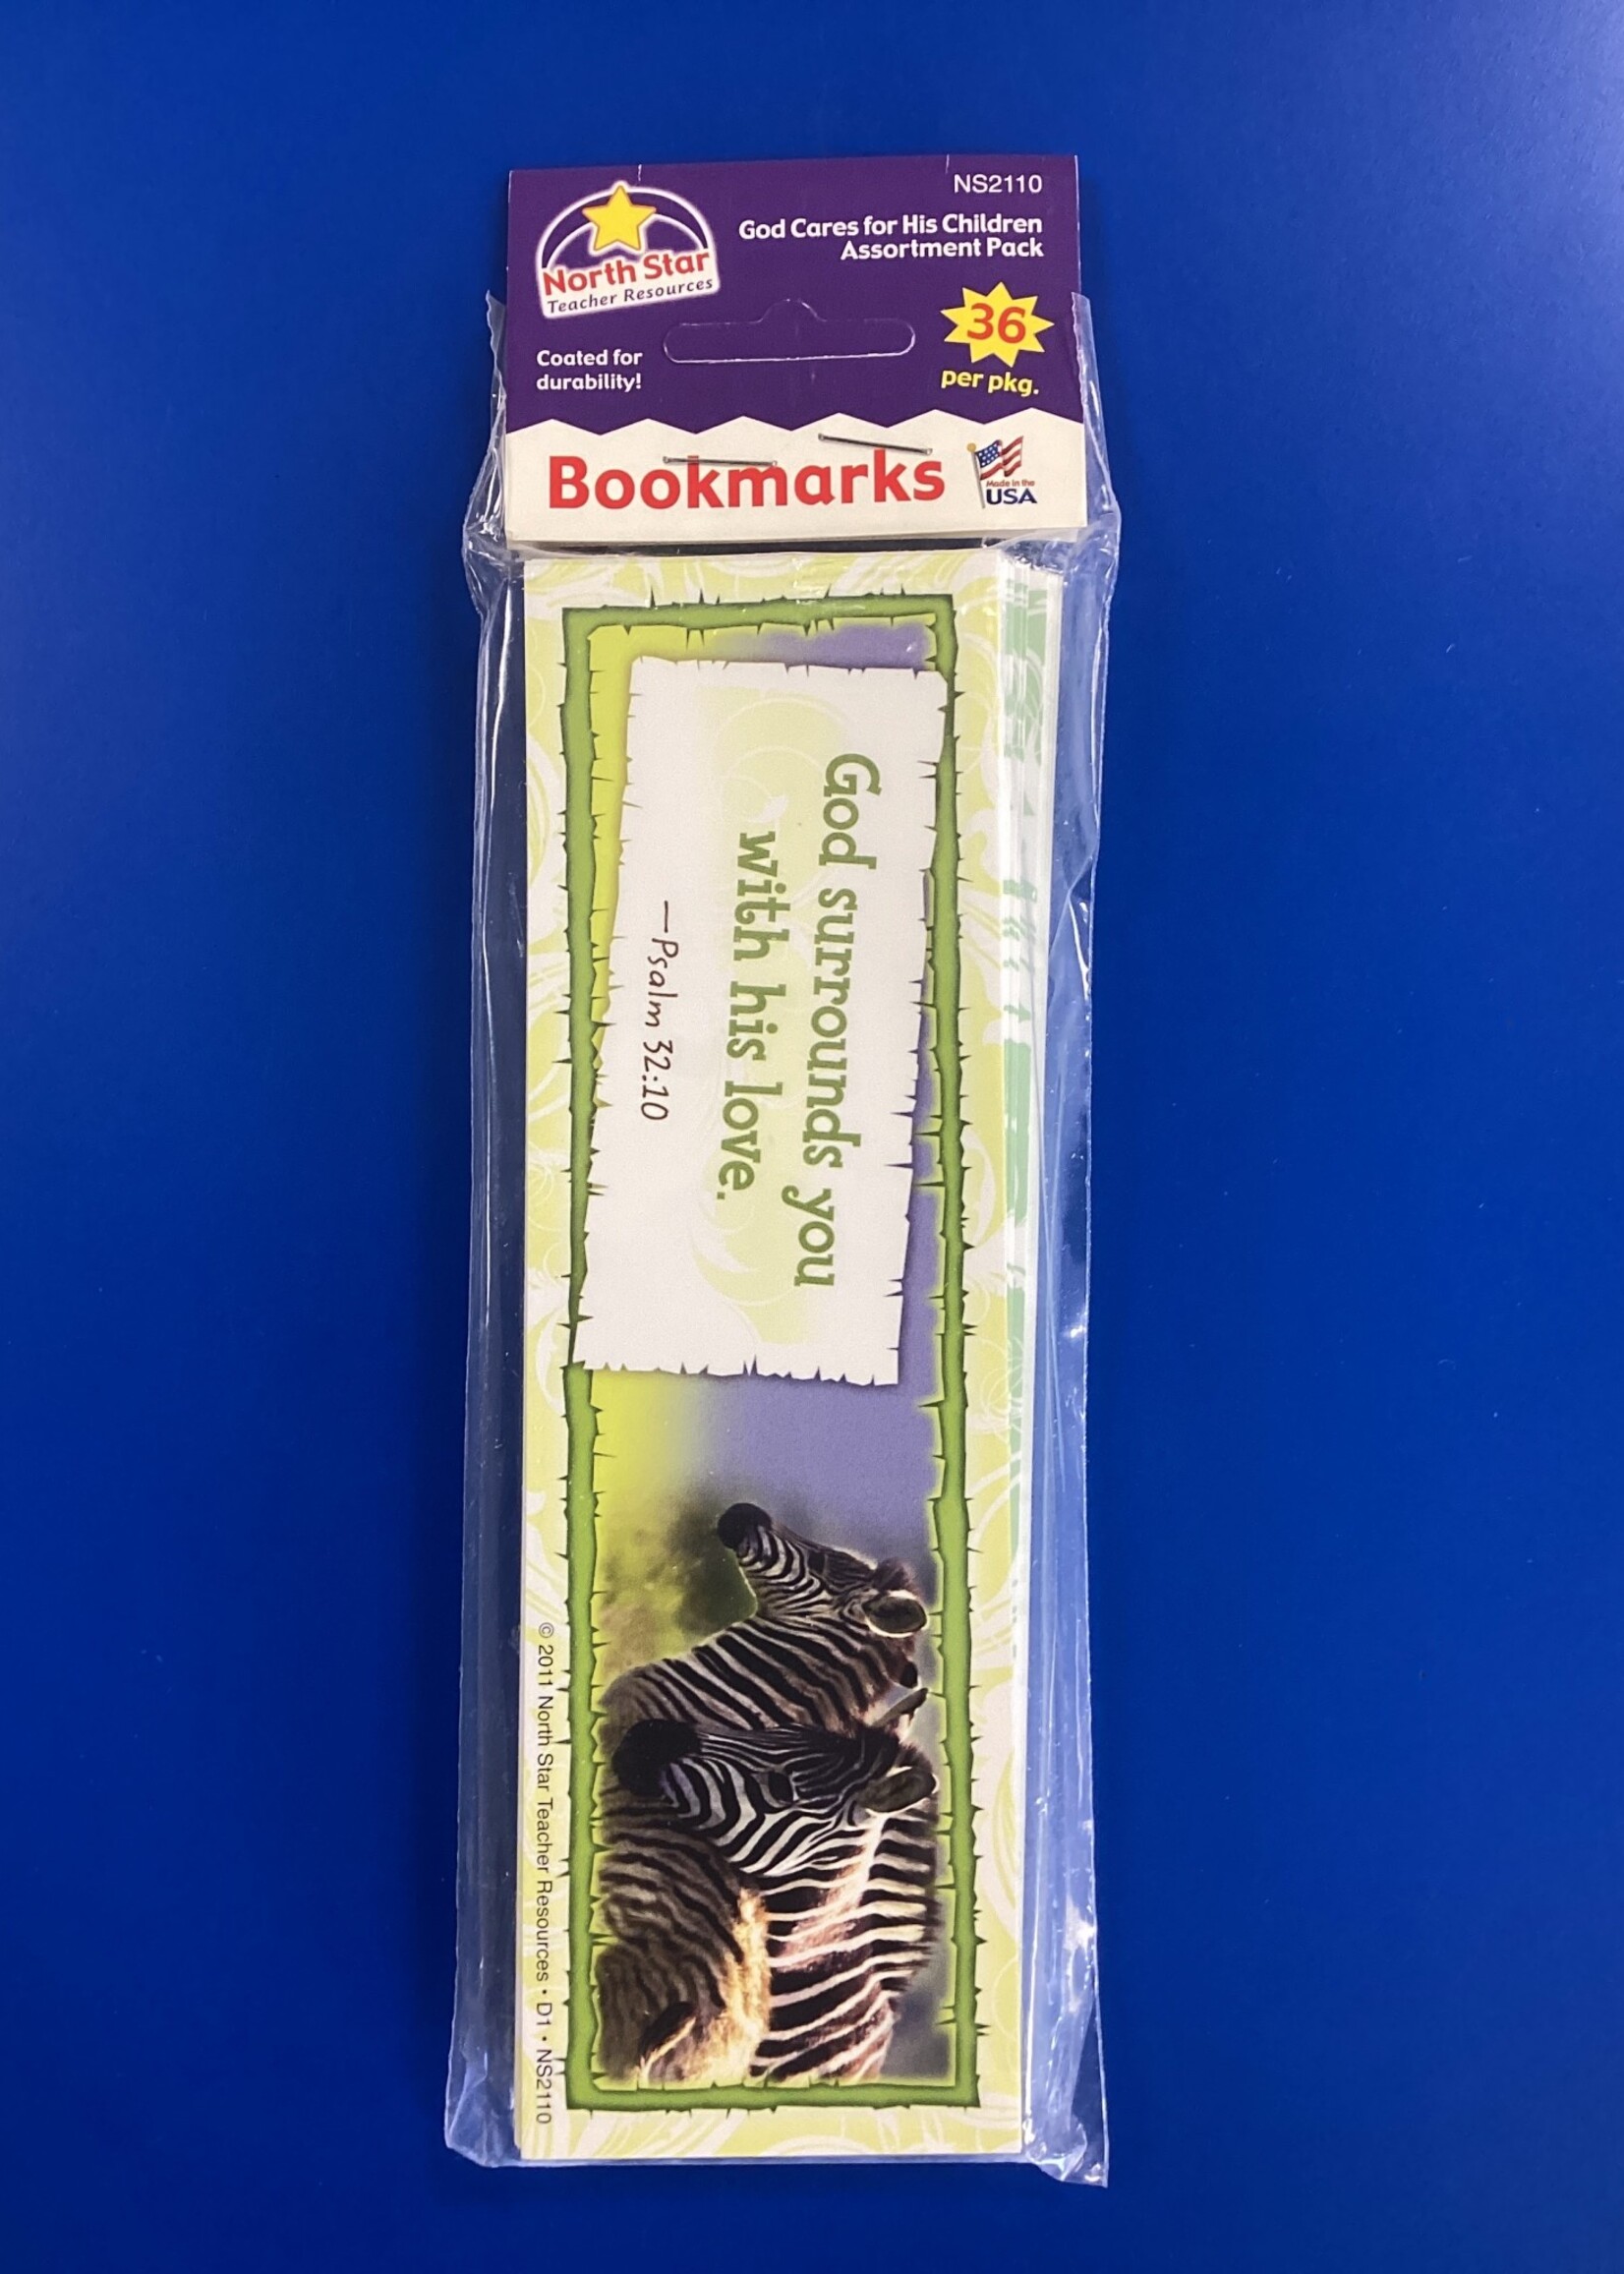 NS2110
North Star
Teacher Resources
God Cares for His Children
Assortment Pack
36
per pkg.
Coated for
durability!
Bookmarks
Made in the
USA
God surrounds you
with his love.
—Psalm 32:10
© 2011 North Star Teacher Resources • D1 • NS2110